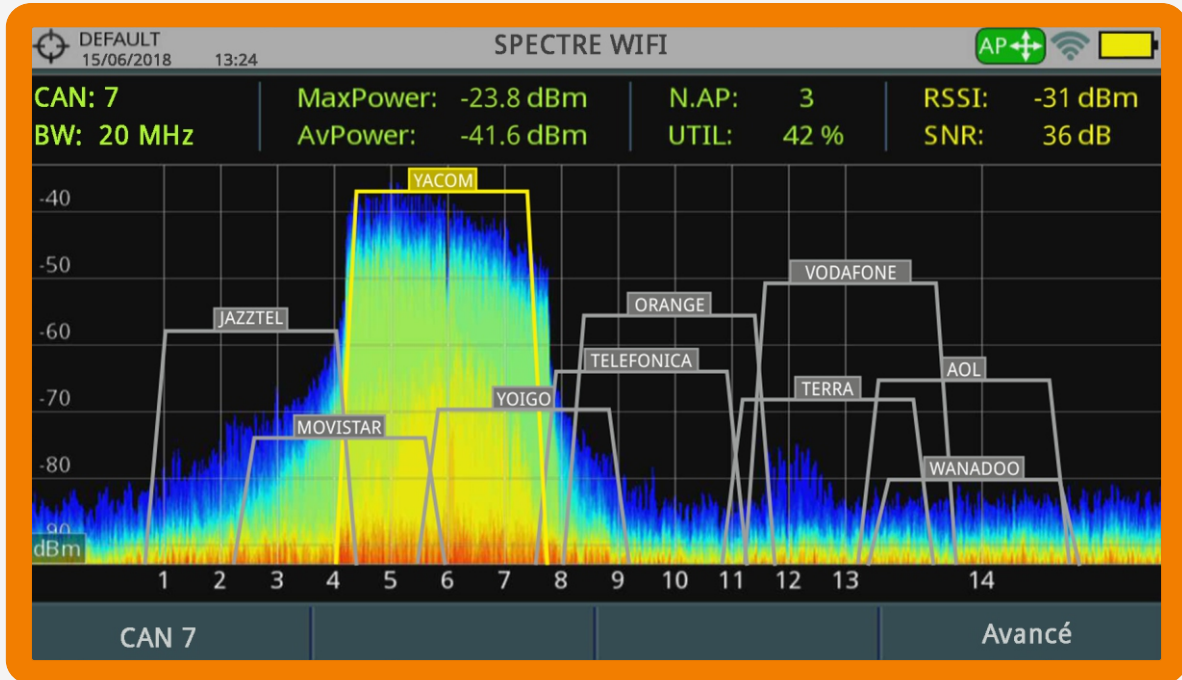 DEFAULT
15/06/2018 13:24
SPECTRE WIFI
AP
CAN: 7
BW: 20 MHz
MaxPower: -23.8 dBm
AvPower: -41.6 dBm
N.AP: 3
UTIL: 42 %
RSSI: -31 dBm
SNR: 36 dB
-40
-50
-60
-70
-80
-90
dBm
YACOM
VODAFONE
ORANGE
JAZZTEL
TELEFONICA
AOL
TERRA
YOIGO
MOVISTAR
WANADOO
1 2 3 4 5 6 7 8 9 10 11 12 13 14
CAN 7
Avancé